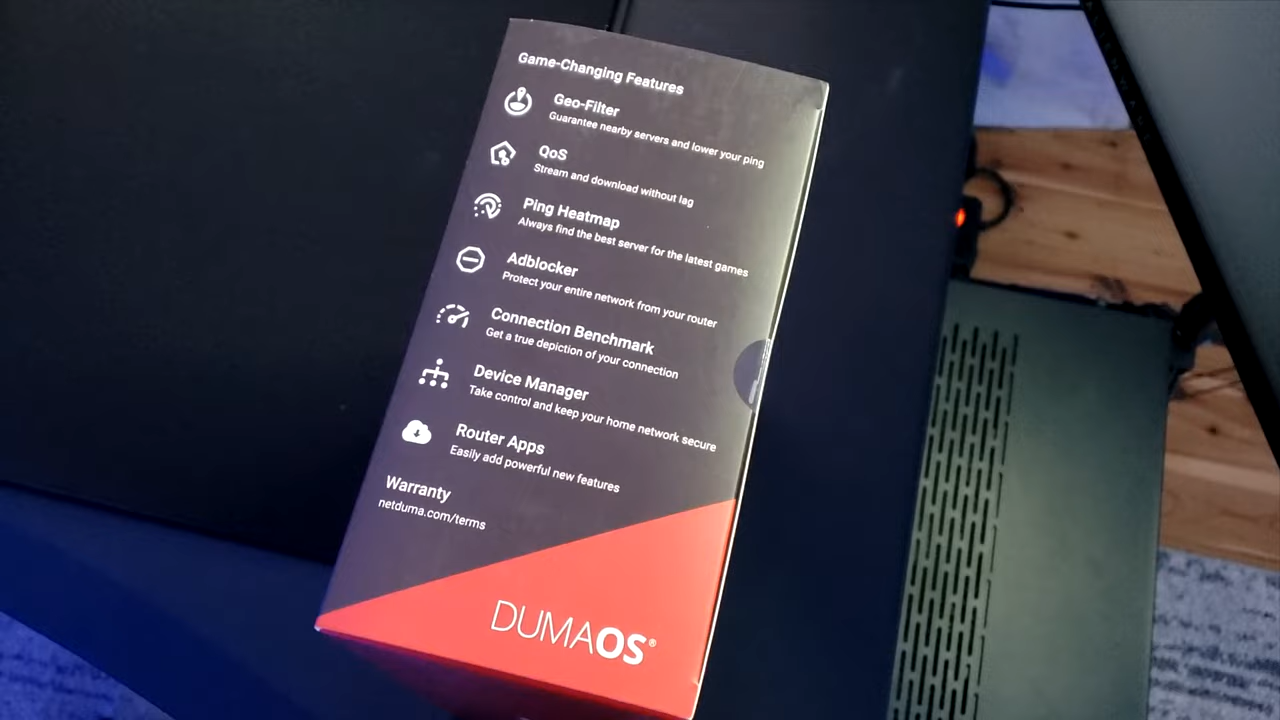 Game-Changing Features
Geo-Filter
Guarantee nearby servers and lower your ping
QoS
Stream and download without lag
Ping Heatmap
Always find the best server for the latest games
Adblocker
Protect your entire network from your router
Connection Benchmark
Get a true depiction of your connection
Device Manager
Take control and keep your home network secure
Router Apps
Easily add powerful new features
Warranty
netduma.com/terms
DUMAOS®